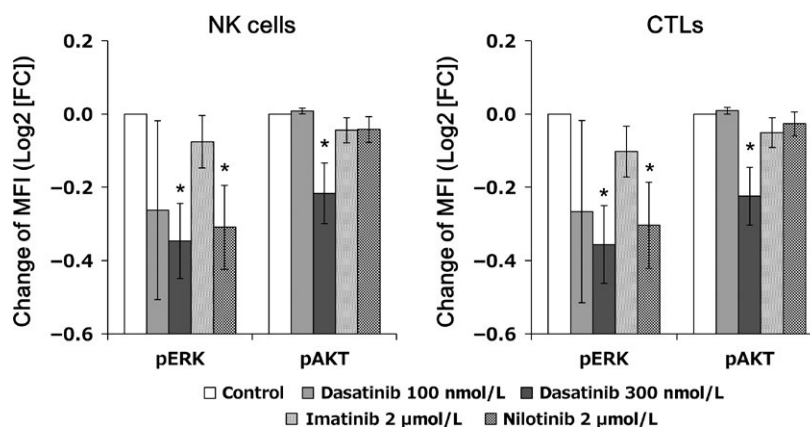 NK cells
CTLs
Change of MFI (Log2 [FC])
0.2
0.0
−0.2
−0.4
−0.6
* * *
pERK pAKT
Change of MFI (Log2 [FC])
0.2
0.0
−0.2
−0.4
−0.6
* * *
pERK pAKT
Control Dasatinib 100 nmol/L Dasatinib 300 nmol/L
Imatinib 2 μmol/L Nilotinib 2 μmol/L